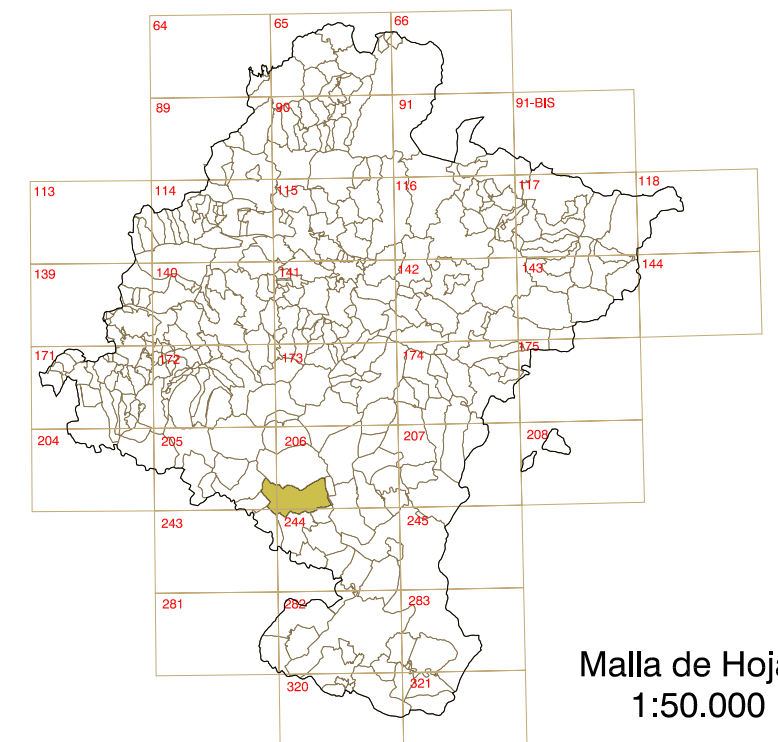 64 65 66
89 90 91 91-BIS
113 114 115 116 117 118
139 140 141 142 143 144
171 172 173 174 175
204 205 206 207 208
243 244 245
281 282 283
320 321
Malla de Hoja
1:50.000